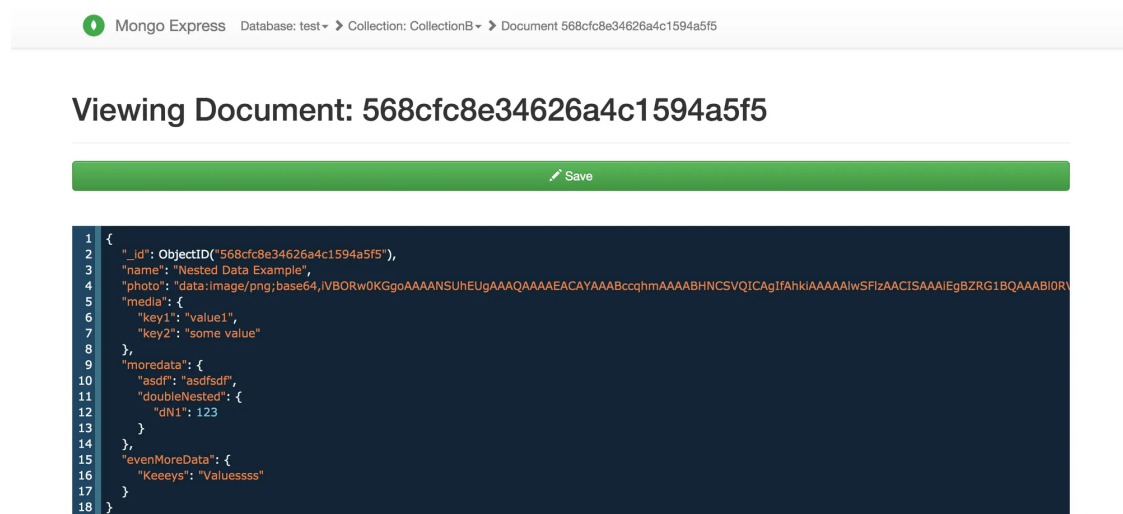 Mongo Express Database: test Collection: CollectionB Document 568cfc8e34626a4c1594a5f5
Viewing Document: 568cfc8e34626a4c1594a5f5
Save
1 {
2 "_id": ObjectID("568cfc8e34626a4c1594a5f5"),
3 "name": "Nested Data Example",
4 "photo": "data:image/png;base64,iVBORw0KGgoAAAANSUhEUgAAAQAAAAEACAYAAABccqhmAAAABHNCSVQICAgIfAhkiAAAAAlwSFlzAACISAAAiEgBZRG1BQAAABl0RV
5 "media": {
6 "key1": "value1",
7 "key2": "some value"
8 },
9 "moredata": {
10 "asdf": "asdfsdf",
11 "doubleNested": {
12 "dN1": 123
13 }
14 },
15 "evenMoreData": {
16 "Keeeys": "Valuessss"
17 }
18 }